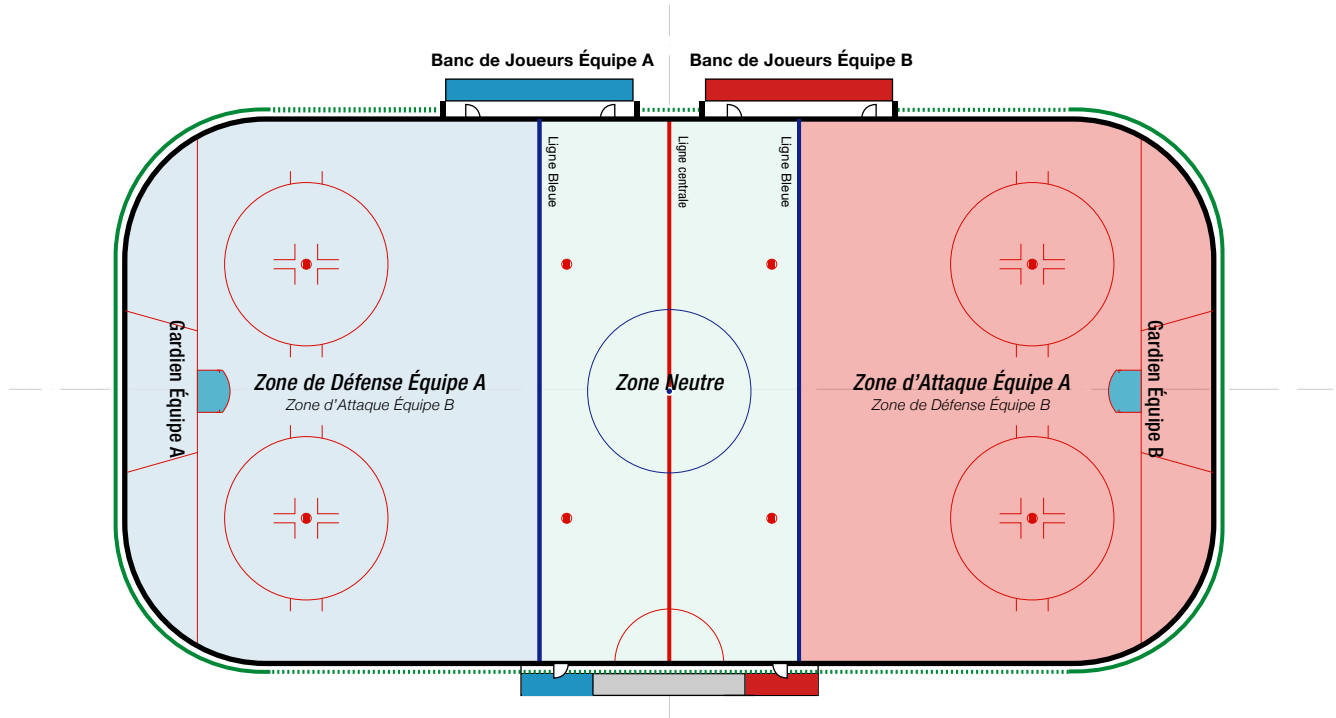 Banc de Joueurs Équipe A
Banc de Joueurs Équipe B
Ligne Bleue
Ligne centrale
Ligne Bleue
Gardien Équipe A
Zone de Défense Équipe A
Zone d'Attaque Équipe B
Zone Neutre
Zone d'Attaque Équipe A
Zone de Défense Équipe B
Gardien Équipe B